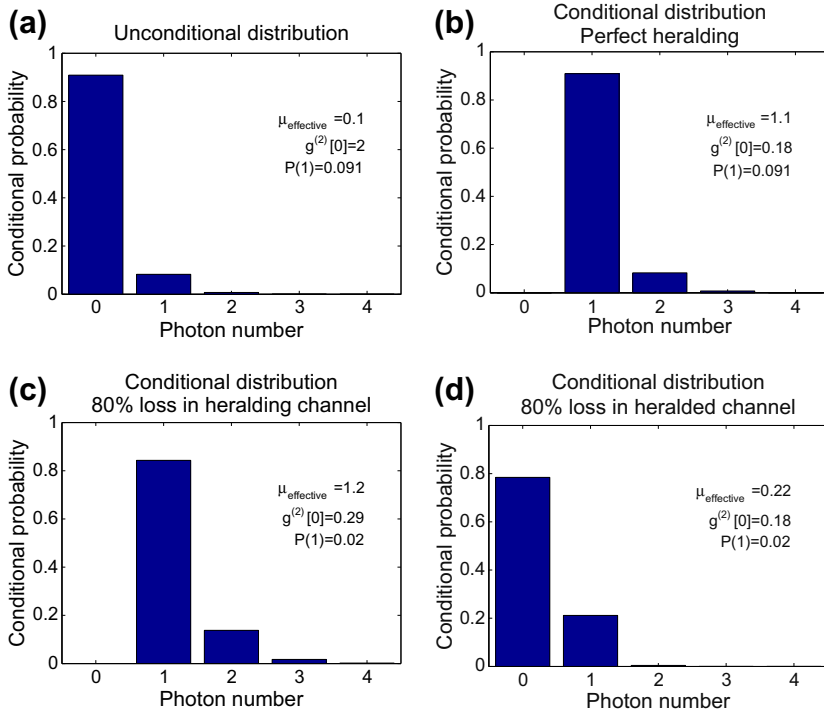 (a)
Unconditional distribution
1
0.8
0.6
0.4
0.2
0
Conditional probability
μeffective =0.1
g(2) [0]=2
P(1)=0.091
0 1 2 3 4
Photon number
(b)
Conditional distribution
Perfect heralding
1
0.8
0.6
0.4
0.2
0
Conditional probability
μeffective =1.1
g(2) [0]=0.18
P(1)=0.091
0 1 2 3 4
Photon number
(c)
Conditional distribution
80% loss in heralding channel
1
0.8
0.6
0.4
0.2
0
Conditional probability
μeffective =1.2
g(2) [0]=0.29
P(1)=0.02
0 1 2 3 4
Photon number
(d)
Conditional distribution
80% loss in heralded channel
1
0.8
0.6
0.4
0.2
0
Conditional probability
μeffective =0.22
g(2) [0]=0.18
P(1)=0.02
0 1 2 3 4
Photon number